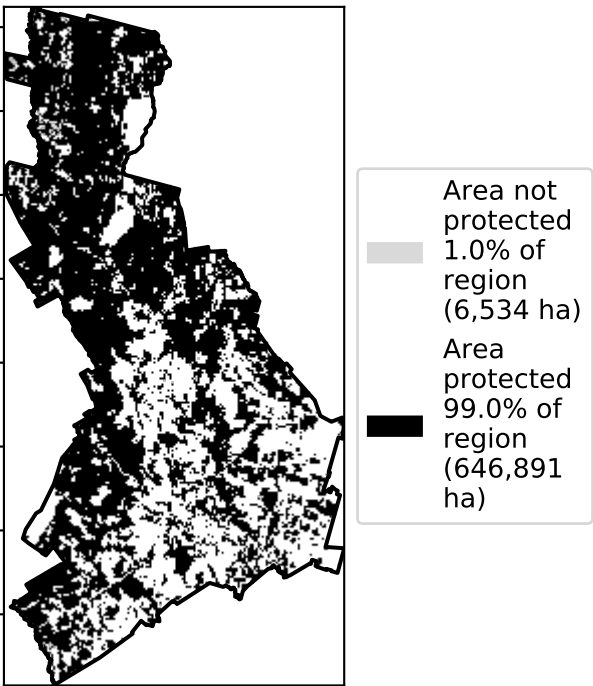 Area not
protected
1.0% of
region
(6,534 ha)
Area
protected
99.0% of
region
(646,891
ha)